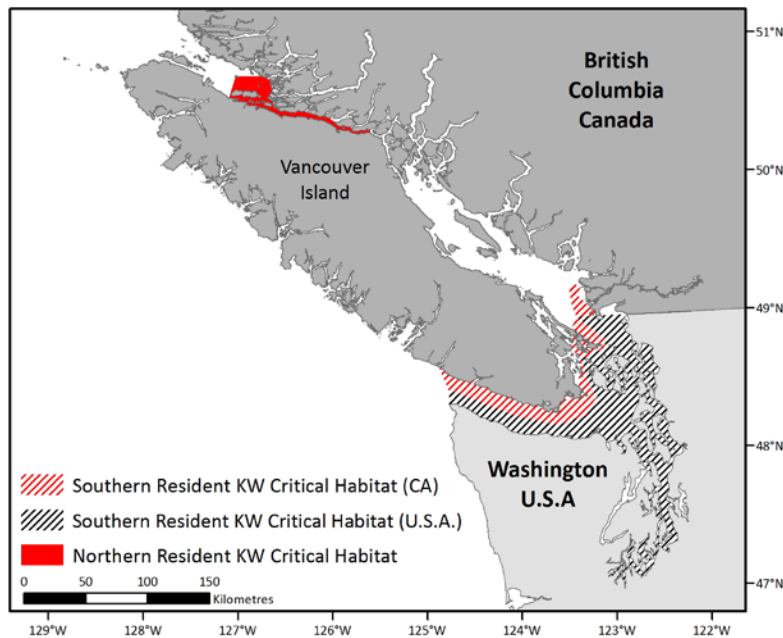 51°N
British
Columbia
Canada
Vancouver
Island
50°N
49°N
48°N
Washington
U.S.A
Southern Resident KW Critical Habitat (CA)
Southern Resident KW Critical Habitat (U.S.A.)
Northern Resident KW Critical Habitat
0 50 100 150
Kilometres
47°N
129°W 128°W 127°W 126°W 125°W 124°W 123°W 122°W